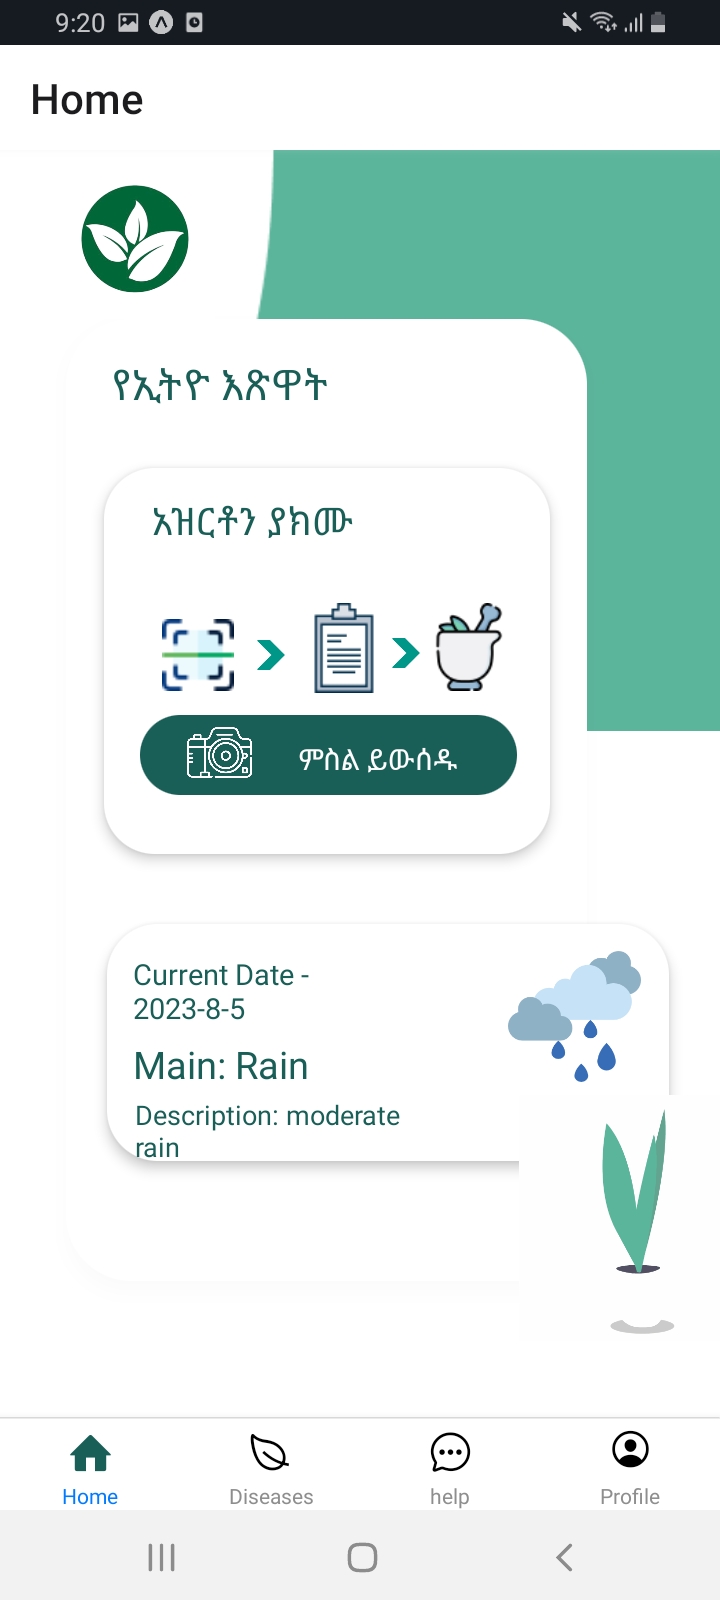 9:20
Home
የኢትዮ እጽዋት
አዝርቶን ያክሙ
ምስል ይውሰዱ
Current Date -
2023-8-5
Main: Rain
Description: moderate
rain
Home
Diseases
help
Profile